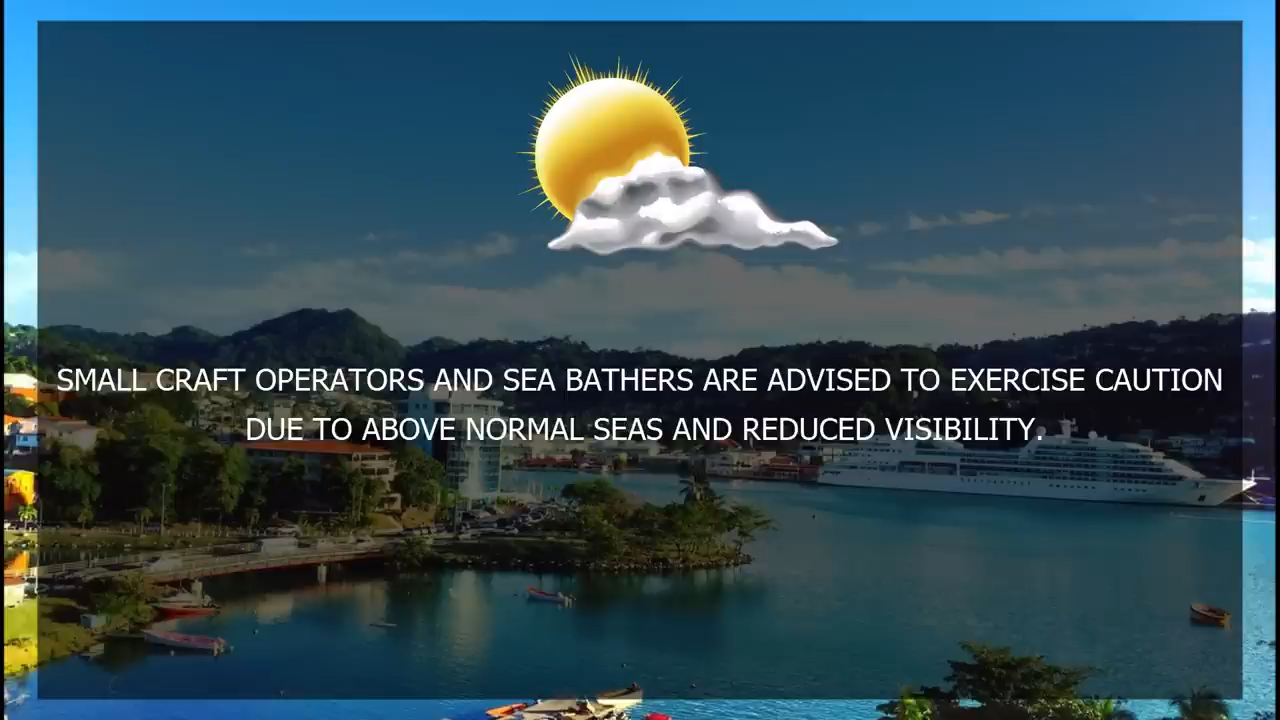 SMALL CRAFT OPERATORS AND SEA BATHERS ARE ADVISED TO EXERCISE CAUTION
DUE TO ABOVE NORMAL SEAS AND REDUCED VISIBILITY.